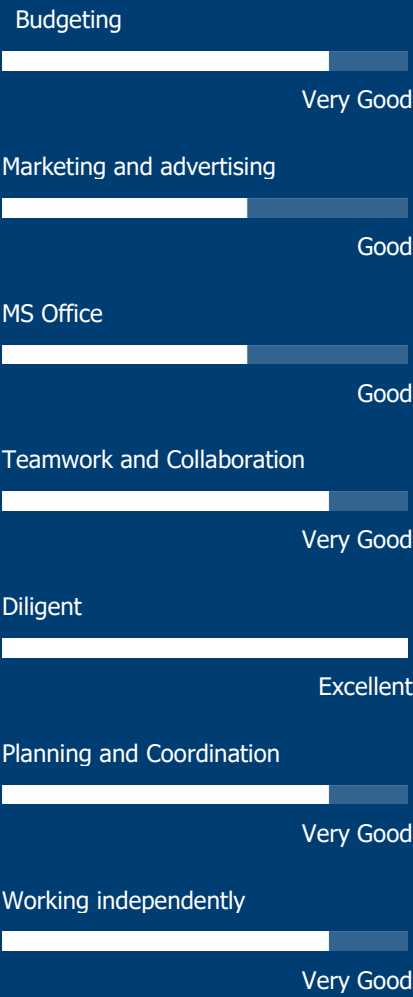 Budgeting
Very Good
Marketing and advertising
Good
MS Office
Good
Teamwork and Collaboration
Very Good
Diligent
Excellent
Planning and Coordination
Very Good
Working independently
Very Good